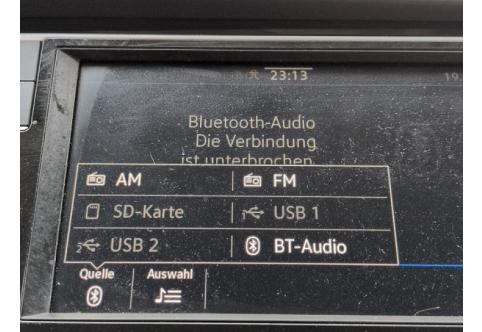 23:13
19.
Bluetooth-Audio
Die Verbindung
ist unterbrochen.
AM
FM
SD-Karte
USB 1
USB 2
BT-Audio
Quelle
Auswahl